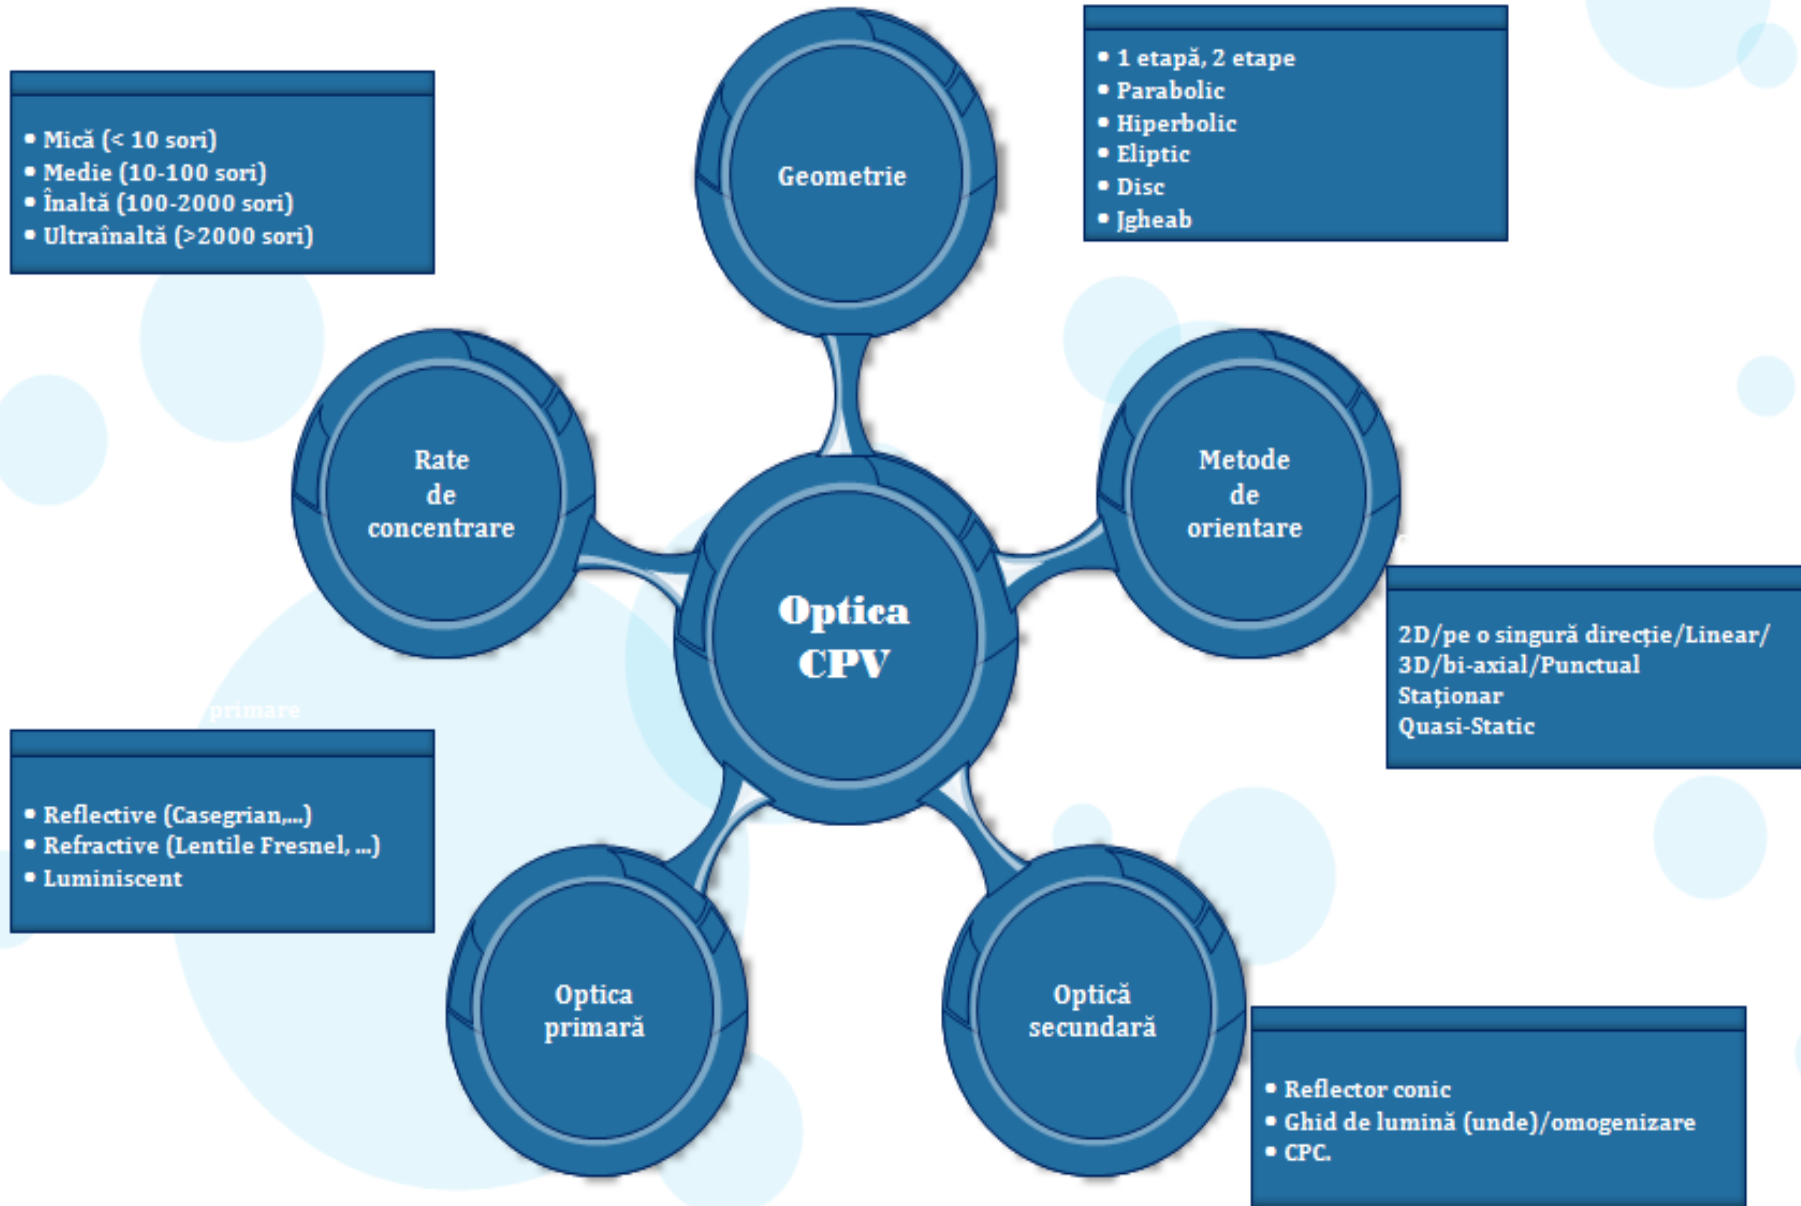 Geometrie
• 1 etapă, 2 etape
• Parabolic
• Hiperbolic
• Eliptic
• Disc
• Jgheab
• Mică (< 10 sori)
• Medie (10-100 sori)
• Înaltă (100-2000 sori)
• Ultraînaltă (>2000 sori)
Rate
de
concentrare
Metode
de
orientare
2D/pe o singură direcție/Linear/
3D/bi-axial/Punctual
Staționar
Quasi-Static
Optica
CPV
primare
• Reflective (Casegrian,...)
• Refractive (Lentile Fresnel, ...)
• Luminiscent
Optica
primară
Optică
secundară
• Reflector conic
• Ghid de lumină (unde)/omogenizare
• CPC.